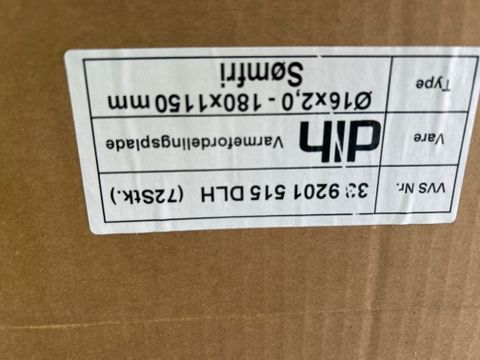 VVS Nr. 33 9201 515 DLH (72Stk.)
Vare dlh Varmefordelingsplade
Type Ø16x2,0 - 180x1150 mm
Sømfri